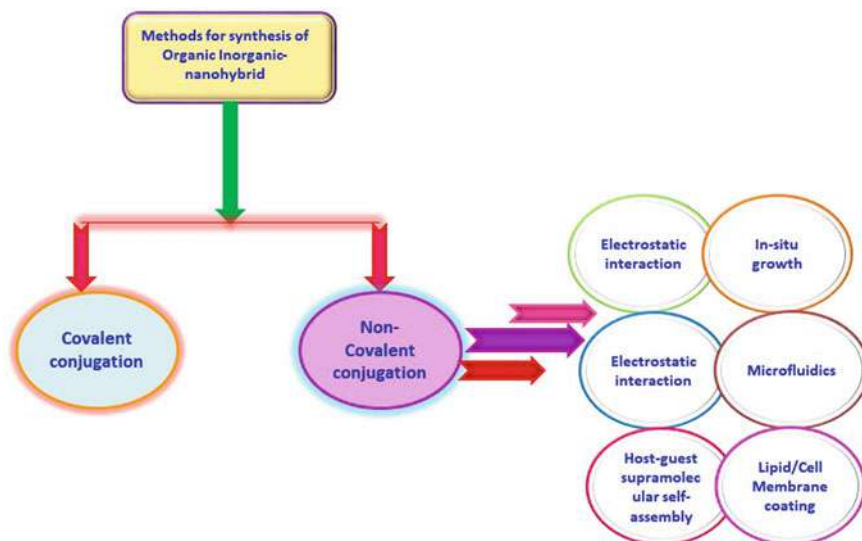 Methods for synthesis of
Organic Inorganic-
nanohybrid
Covalent
conjugation
Non-
Covalent
conjugation
Electrostatic
interaction
In-situ
growth
Electrostatic
interaction
Microfluidics
Host-guest
supramolec
ular self-
assembly
Lipid/Cell
Membrane
coating